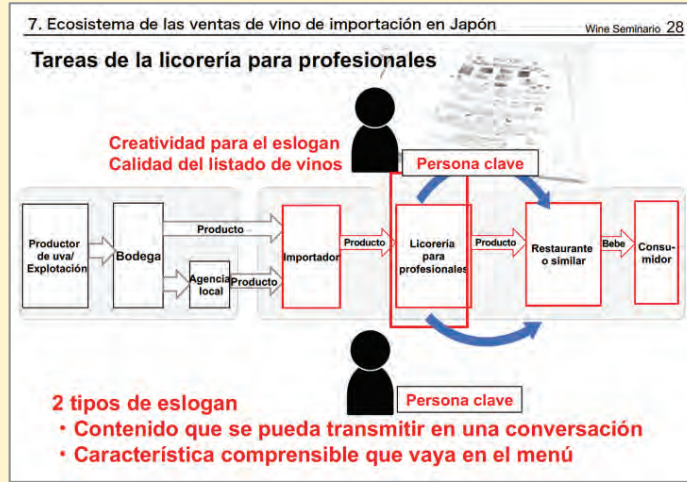 7. Ecosistema de las ventas de vino de importación en Japón
Wine Seminario 28
Tareas de la licorería para profesionales
Creatividad para el eslogan
Calidad del listado de vinos
Persona clave
Productor
de uva/
Explotación
Bodega
Producto
Agencia
local
Producto
Importador
Producto
Licorería
para
profesionales
Producto
Restaurante
o similar
Bebe
Consu-
midor
Persona clave
2 tipos de eslogan
・Contenido que se pueda transmitir en una conversación
・Característica comprensible que vaya en el menú